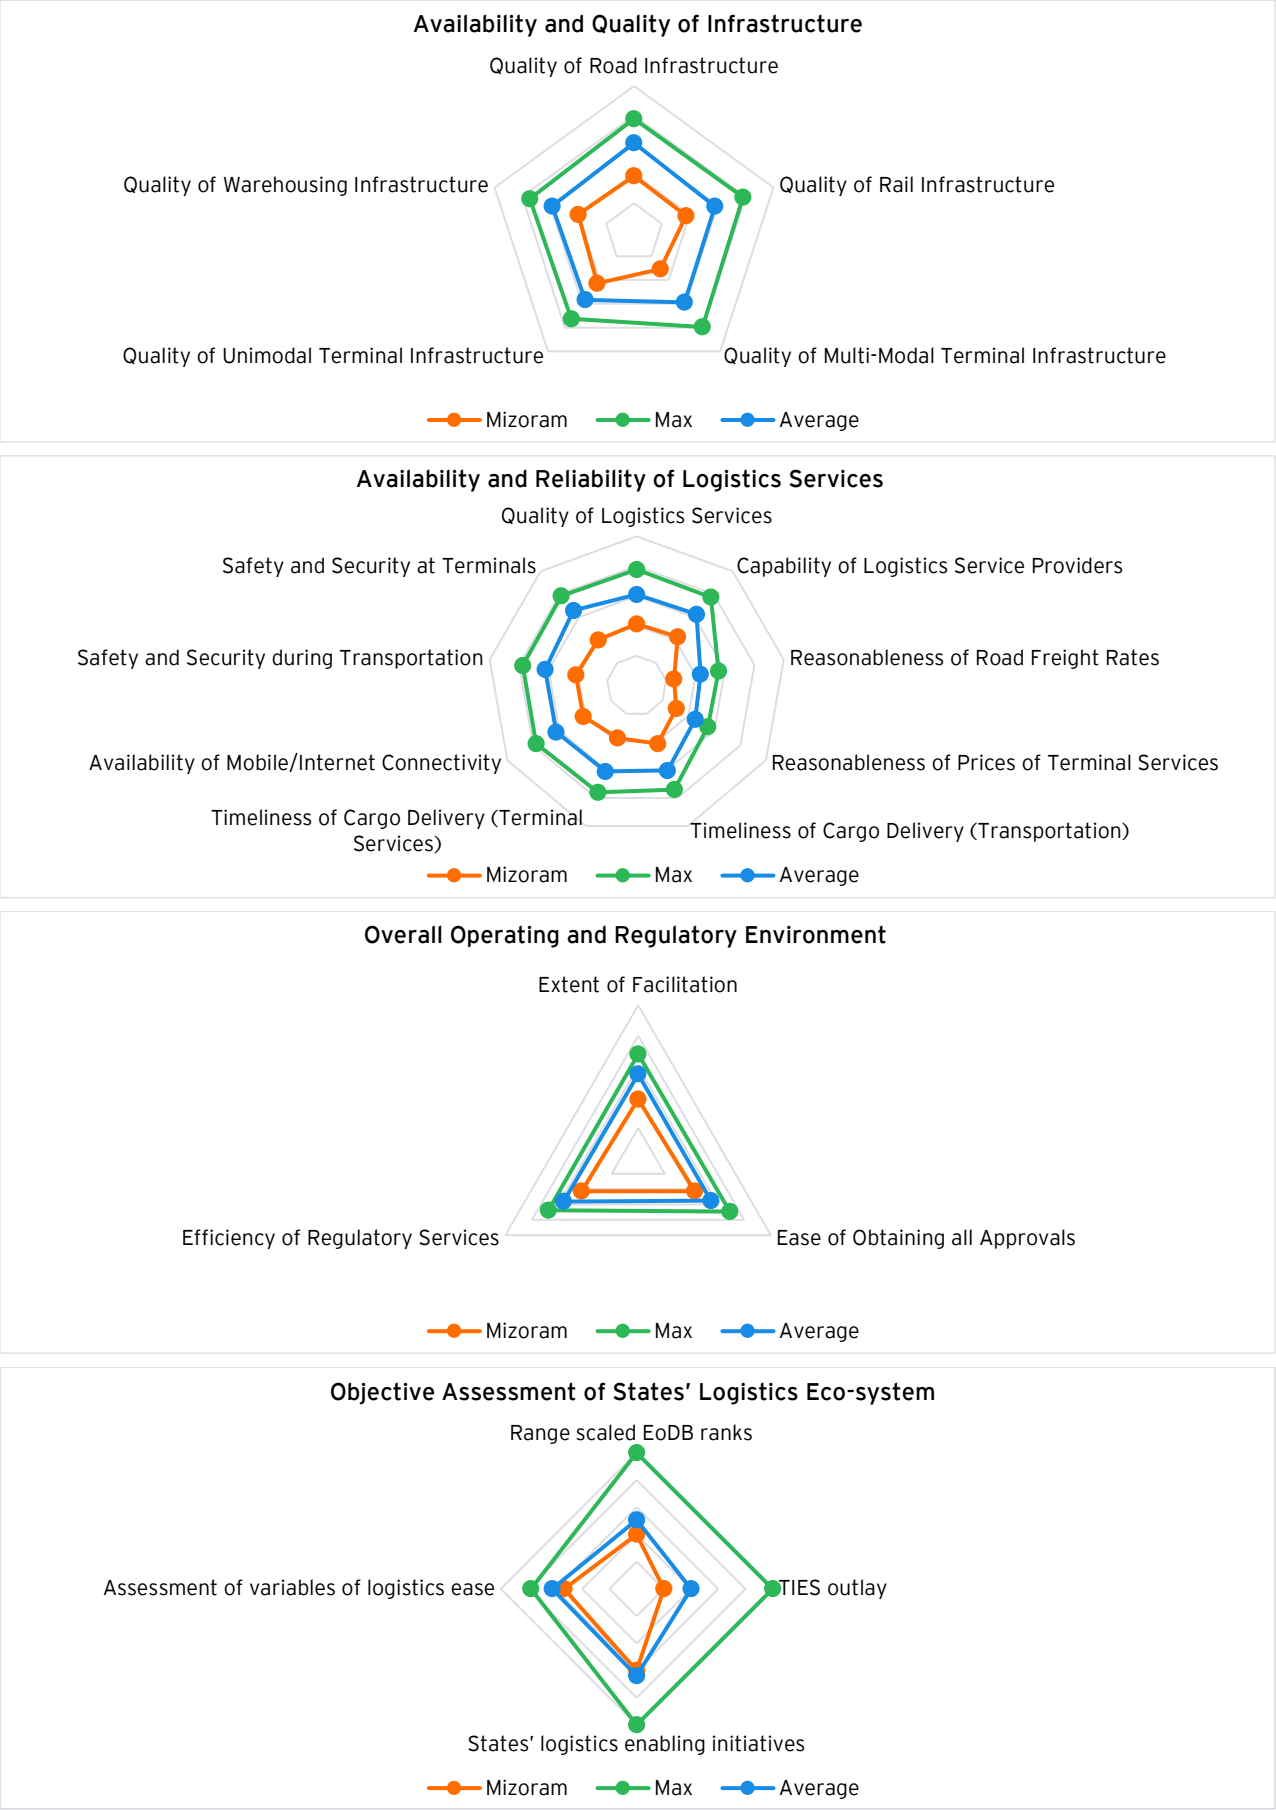 Availability and Quality of Infrastructure
Quality of Road Infrastructure
Quality of Warehousing Infrastructure
Quality of Rail Infrastructure
Quality of Unimodal Terminal Infrastructure
Quality of Multi-Modal Terminal Infrastructure
Mizoram Max Average
Availability and Reliability of Logistics Services
Quality of Logistics Services
Safety and Security at Terminals
Capability of Logistics Service Providers
Safety and Security during Transportation
Reasonableness of Road Freight Rates
Availability of Mobile/Internet Connectivity
Reasonableness of Prices of Terminal Services
Timeliness of Cargo Delivery (Terminal
Services)
Timeliness of Cargo Delivery (Transportation)
Mizoram Max Average
Overall Operating and Regulatory Environment
Extent of Facilitation
Efficiency of Regulatory Services
Ease of Obtaining all Approvals
Mizoram Max Average
Objective Assessment of States’ Logistics Eco-system
Range scaled EoDB ranks
Assessment of variables of logistics ease
TIES outlay
States’ logistics enabling initiatives
Mizoram Max Average